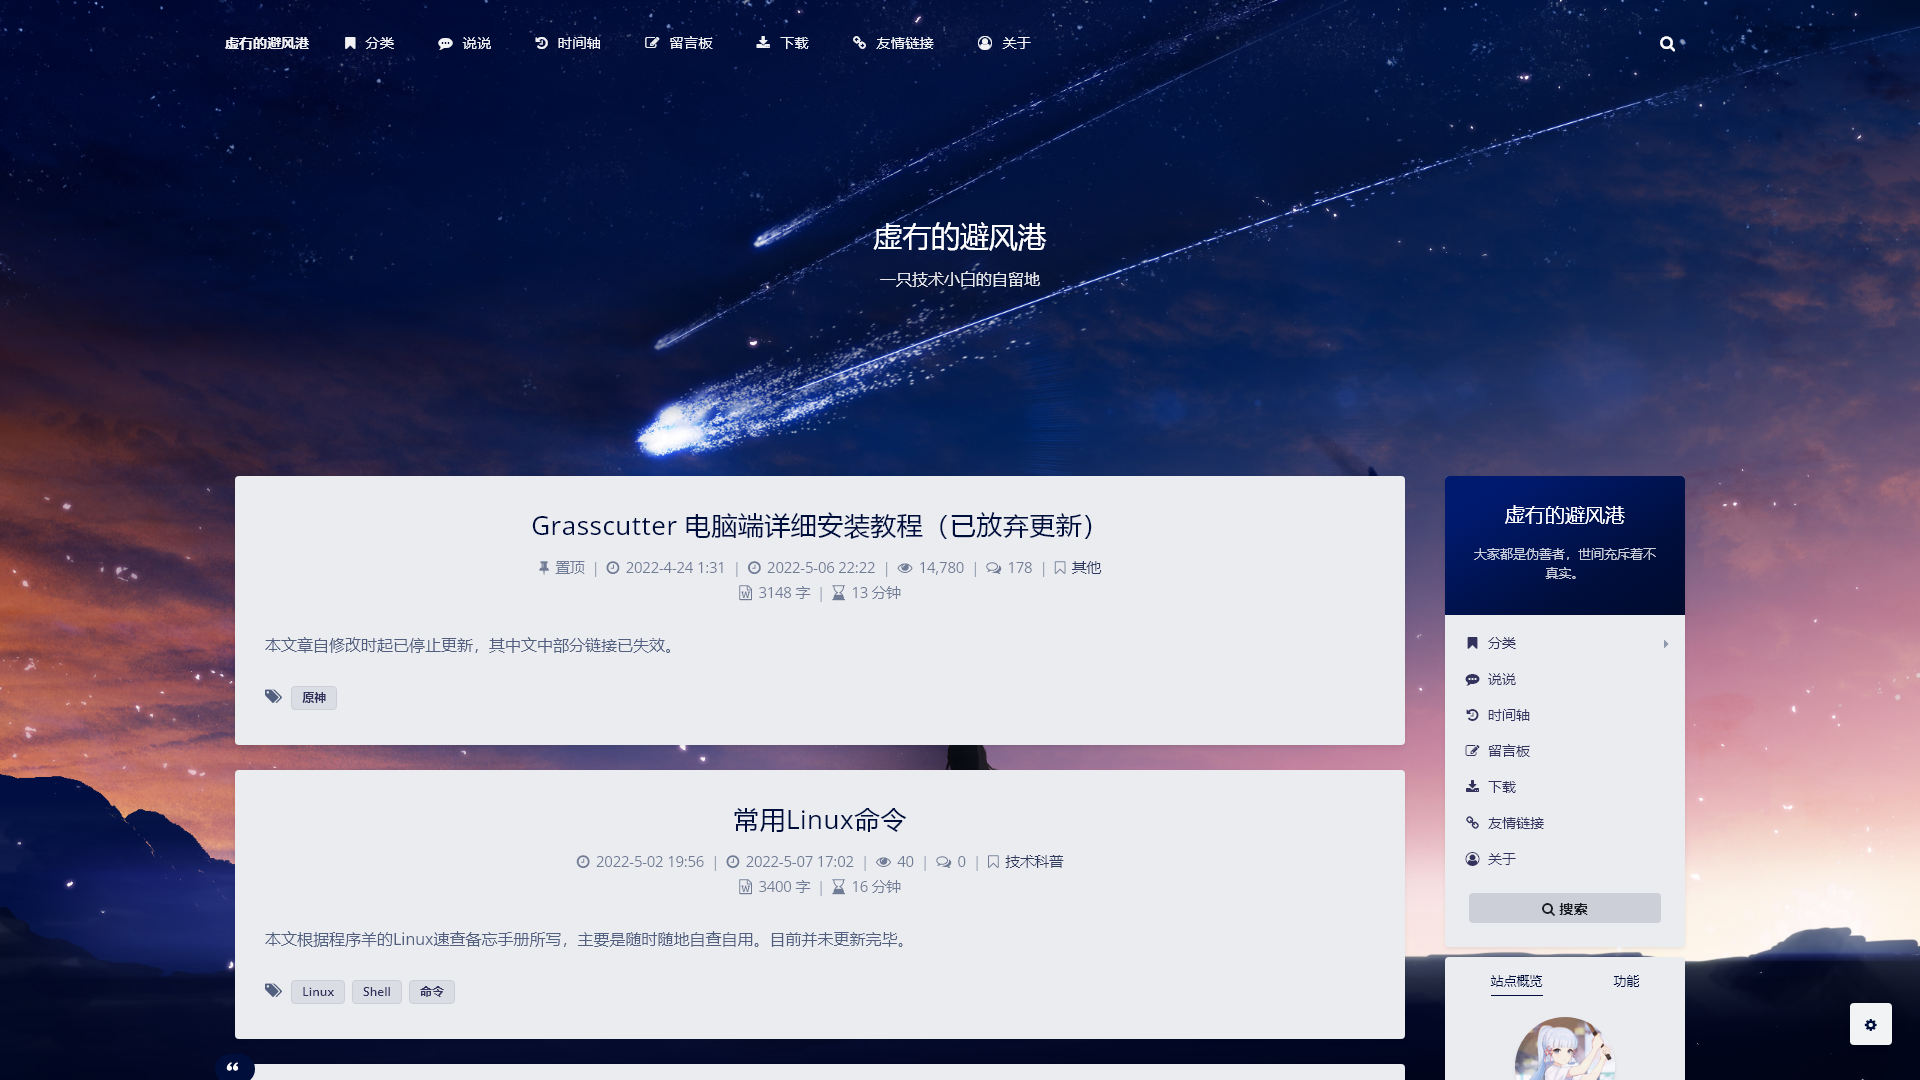 虚冇的避风港 分类 说说 时间轴 留言板 下载 友情链接 关于
虚冇的避风港
一只技术小白的自留地
Grasscutter 电脑端详细安装教程（已放弃更新）
置顶 | 2022-4-24 1:31 | 2022-5-06 22:22 | 14,780 | 178 | 其他
3148 字 | 13 分钟
本文章自修改时起已停止更新，其中文中部分链接已失效。
原神
常用Linux命令
2022-5-02 19:56 | 2022-5-07 17:02 | 40 | 0 | 技术科普
3400 字 | 16 分钟
本文根据程序羊的Linux速查备忘手册所写，主要是随时随地自查自用。目前并未更新完毕。
Linux Shell 命令
虚冇的避风港
大家都是伪善者，世间充斥着不
真实。
分类
说说
时间轴
留言板
下载
友情链接
关于
搜索
站点概览 功能